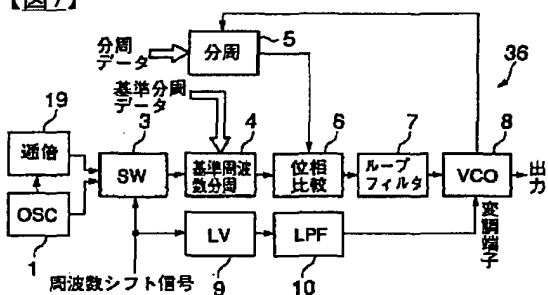 【図7】
分周
データ
分周
5
基準分周
データ
36
19
3
4
6
7
8
逓倍
SW
基準周波
数分周
位相
比較
ループ
フィルタ
VCO
出力
OSC
変調端子
LV
LPF
1
周波数シフト信号
9
10